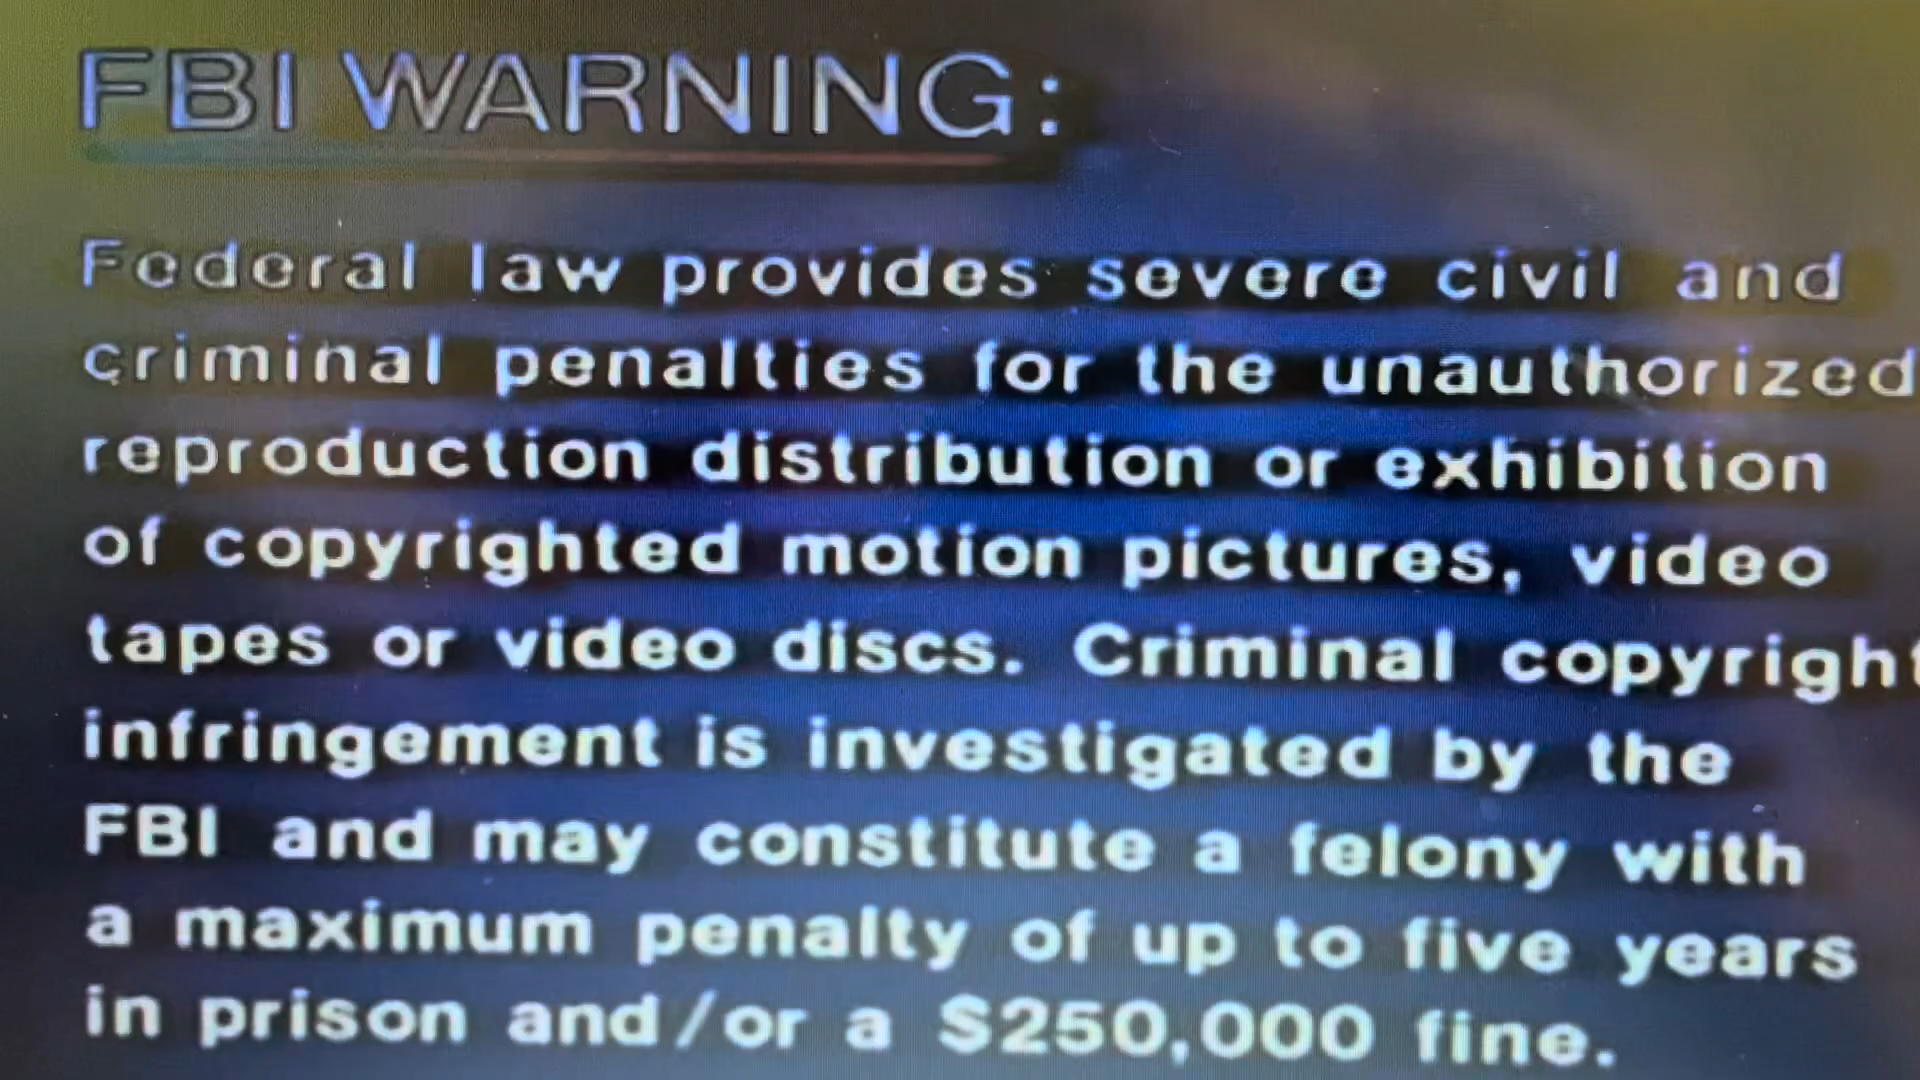 FBI WARNING:
Federal law provides severe civil and
criminal penalties for the unauthorized
reproduction distribution or exhibition
of copyrighted motion pictures, video
tapes or video discs. Criminal copyright
infringement is investigated by the
FBI and may constitute a felony with
a maximum penalty of up to five years
in prison and/or a $250,000 fine.